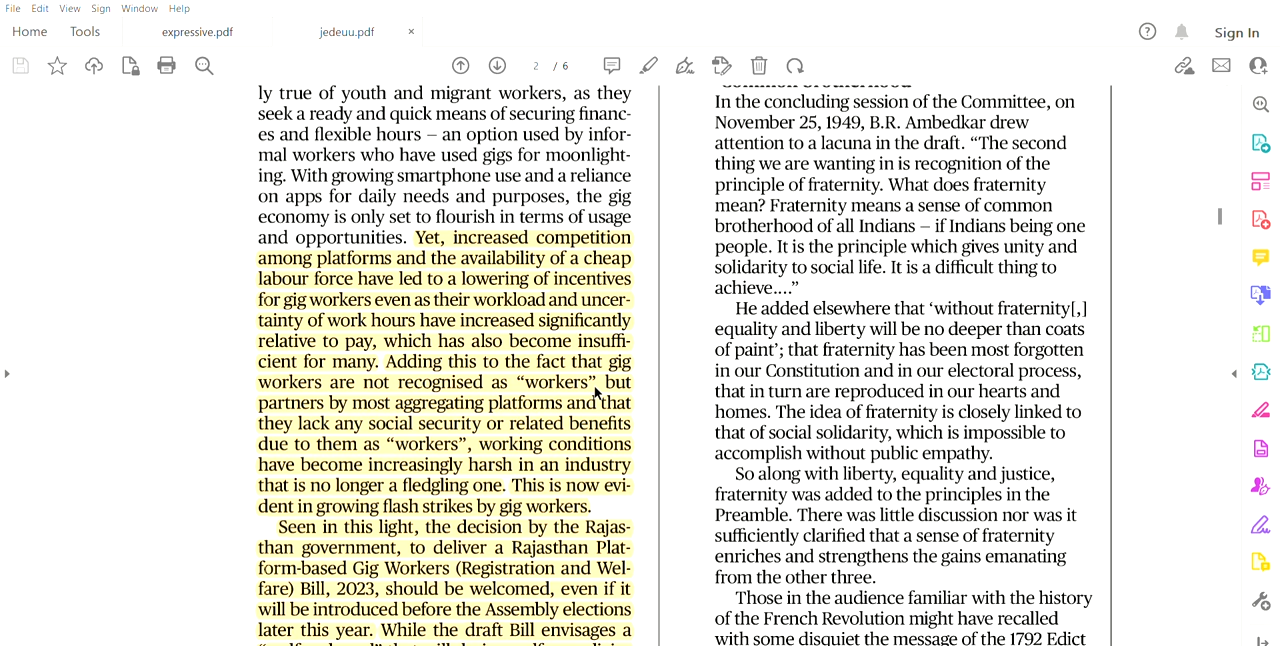 File Edit View Sign Window Help
Home Tools expressive.pdf jedeuu.pdf ×
Sign In
2 / 6
ly true of youth and migrant workers, as they
seek a ready and quick means of securing financ-
es and flexible hours – an option used by infor-
mal workers who have used gigs for moonlight-
ing. With growing smartphone use and a reliance
on apps for daily needs and purposes, the gig
economy is only set to flourish in terms of usage
and opportunities. Yet, increased competition
among platforms and the availability of a cheap
labour force have led to a lowering of incentives
for gig workers even as their workload and uncer-
tainty of work hours have increased significantly
relative to pay, which has also become insuffi-
cient for many. Adding this to the fact that gig
workers are not recognised as “workers” but
partners by most aggregating platforms and that
they lack any social security or related benefits
due to them as “workers”, working conditions
have become increasingly harsh in an industry
that is no longer a fledgling one. This is now evi-
dent in growing flash strikes by gig workers.
Seen in this light, the decision by the Rajas-
than government, to deliver a Rajasthan Plat-
form-based Gig Workers (Registration and Wel-
fare) Bill, 2023, should be welcomed, even if it
will be introduced before the Assembly elections
later this year. While the draft Bill envisages a
In the concluding session of the Committee, on
November 25, 1949, B.R. Ambedkar drew
attention to a lacuna in the draft. “The second
thing we are wanting in is recognition of the
principle of fraternity. What does fraternity
mean? Fraternity means a sense of common
brotherhood of all Indians – if Indians being one
people. It is the principle which gives unity and
solidarity to social life. It is a difficult thing to
achieve....”
He added elsewhere that ‘without fraternity[,]
equality and liberty will be no deeper than coats
of paint’; that fraternity has been most forgotten
in our Constitution and in our electoral process,
that in turn are reproduced in our hearts and
homes. The idea of fraternity is closely linked to
that of social solidarity, which is impossible to
accomplish without public empathy.
So along with liberty, equality and justice,
fraternity was added to the principles in the
Preamble. There was little discussion nor was it
sufficiently clarified that a sense of fraternity
enriches and strengthens the gains emanating
from the other three.
Those in the audience familiar with the history
of the French Revolution might have recalled
with some disquiet the message of the 1792 Edict